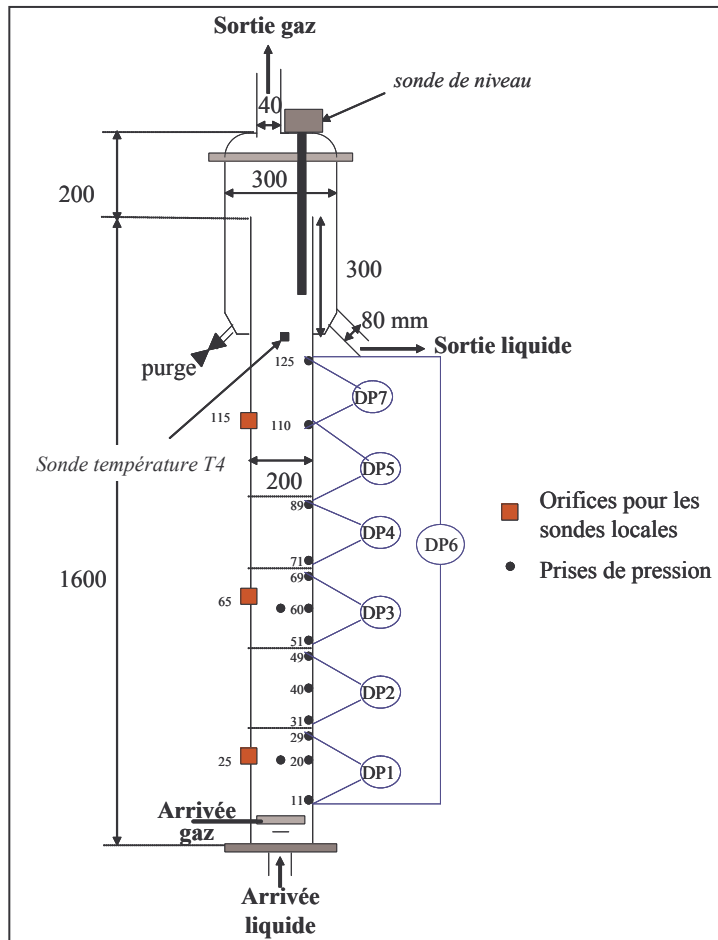 Sortie gaz
sonde de niveau
40
200
300
300
80 mm
Sortie liquide
purge
125
DP7
115
110
Sonde température T4
DP5
200
89
DP4
DP6
71
1600
69
65
60
DP3
51
49
40
DP2
31
29
25
20
DP1
11
Arrivée
gaz
Arrivée
liquide
Orifices pour les
sondes locales
Prises de pression